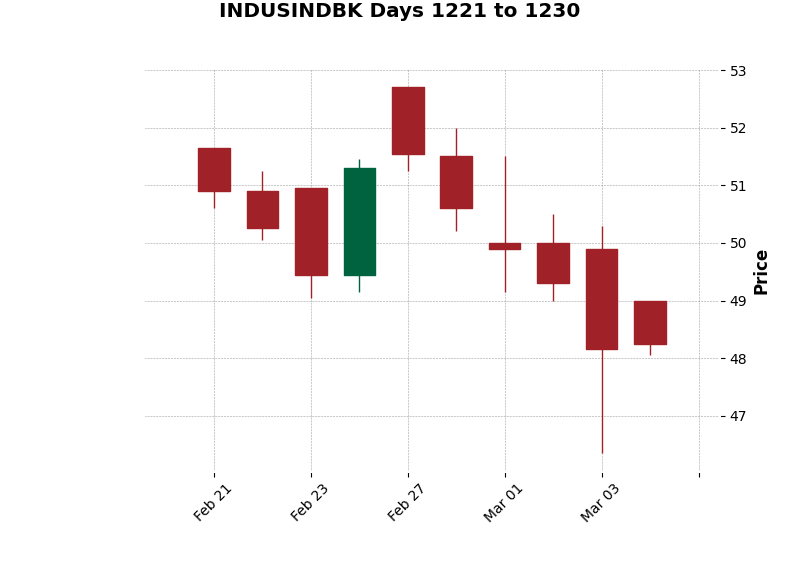 INDUSINDBK Days 1221 to 1230
53
52
51
50
49
48
47
Price
Feb 21
Feb 23
Feb 27
Mar 01
Mar 03